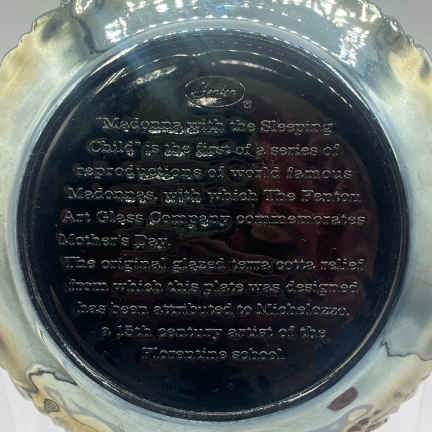 Fenton
®
"Madonna with the Sleeping
Child" is the first of a series of
reproductions of world famous
Madonnas, with which The Fenton
Art Glass Company commemorates
Mother's Day.
The original glazed terra cotta relief
from which this plate was designed
has been attributed to Michelozzo,
a 15th century artist of the
Florentine school.